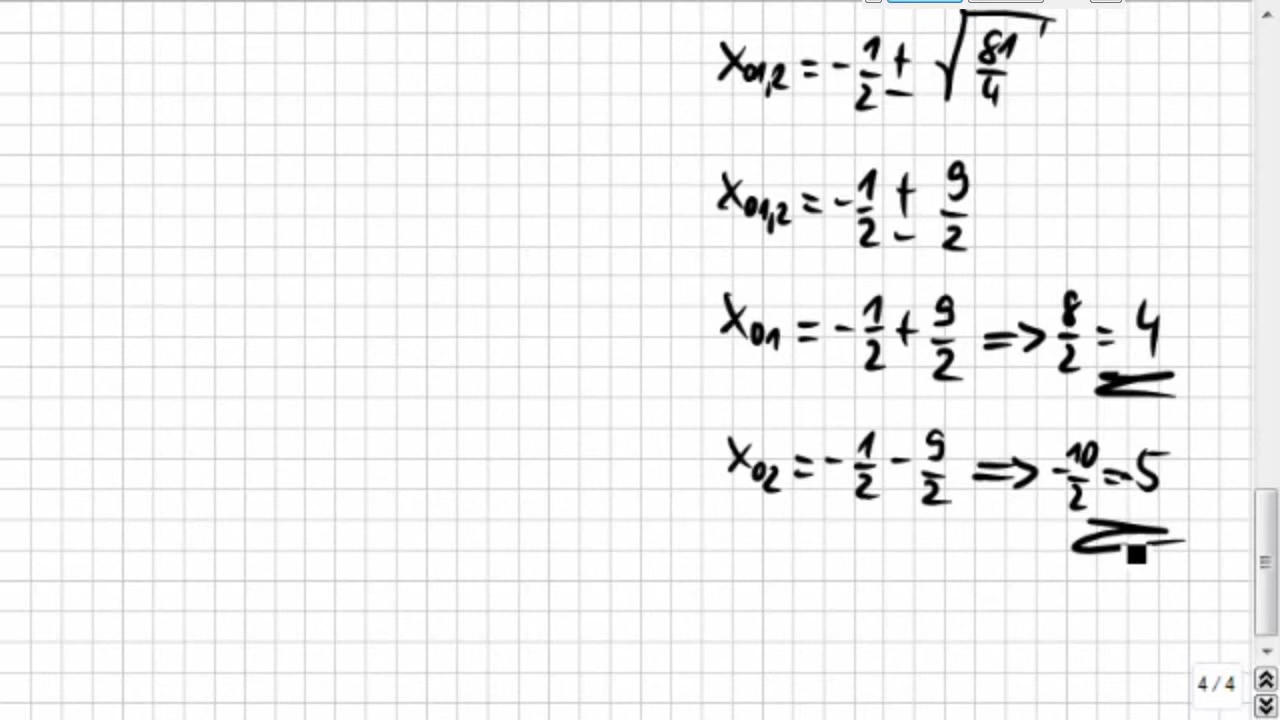 x₀₁,₂ = -1/2 ± √(81/4)
x₀₁,₂ = -1/2 ± 9/2
x₀₁ = -1/2 + 9/2 => 8/2 = 4
x₀₂ = -1/2 - 9/2 => -10/2 = -5
4 / 4